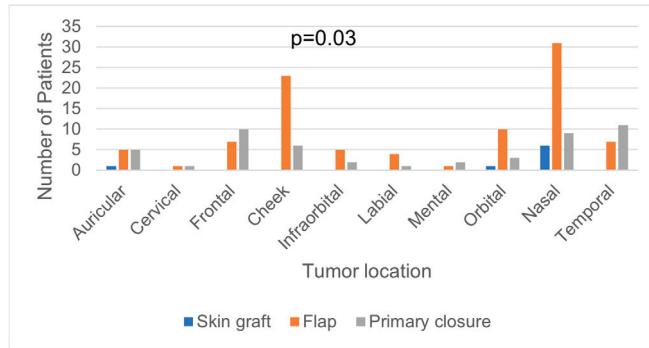 35
p=0.03
30
25
20
15
10
5
0
Number of Patients
Auricular
Cervical
Frontal
Cheek
Infraorbital
Labial
Mental
Orbital
Nasal
Temporal
Tumor location
Skin graft Flap Primary closure